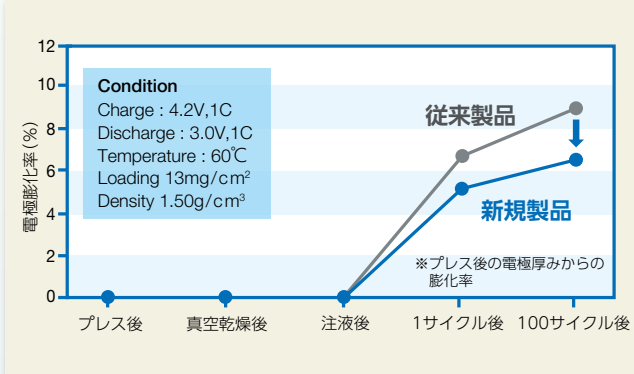 電極膨化率(%)
12
10
8
6
4
2
0
Condition
Charge : 4.2V,1C
Discharge : 3.0V,1C
Temperature : 60℃
Loading 13mg/cm²
Density 1.50g/cm³
従来製品
新規製品
※プレス後の電極厚みからの
膨化率
プレス後
真空乾燥後
注液後
1サイクル後
100サイクル後